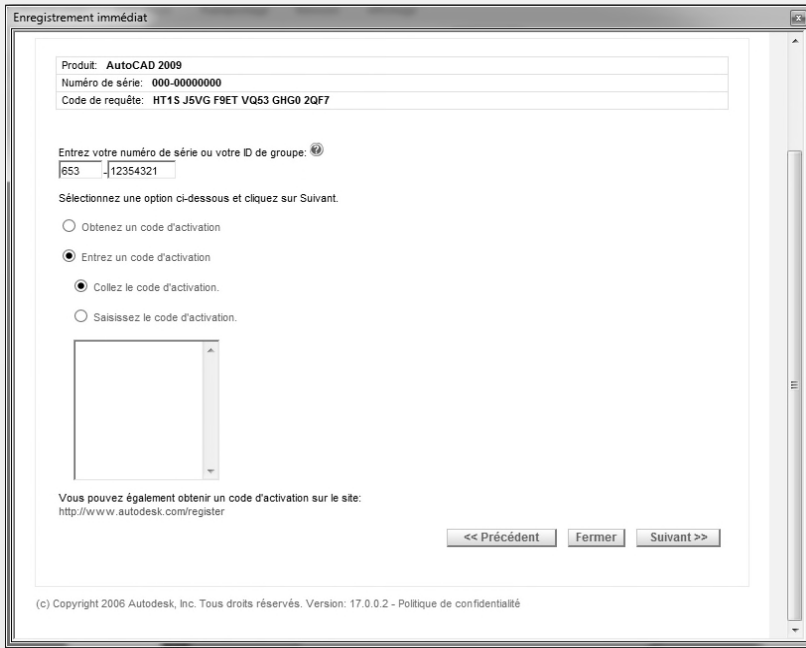 Enregistrement immédiat
Produit: AutoCAD 2009
Numéro de série: 000-00000000
Code de requête: HT1S J5VG F9ET VQ53 GHG0 2QF7
Entrez votre numéro de série ou votre ID de groupe:
653 - 12354321
Sélectionnez une option ci-dessous et cliquez sur Suivant.
Obtenez un code d'activation
Entrez un code d'activation
Collez le code d'activation.
Saisissez le code d'activation.
Vous pouvez également obtenir un code d'activation sur le site:
http://www.autodesk.com/register
<< Précédent Fermer Suivant >>
(c) Copyright 2006 Autodesk, Inc. Tous droits réservés. Version: 17.0.0.2 - Politique de confidentialité